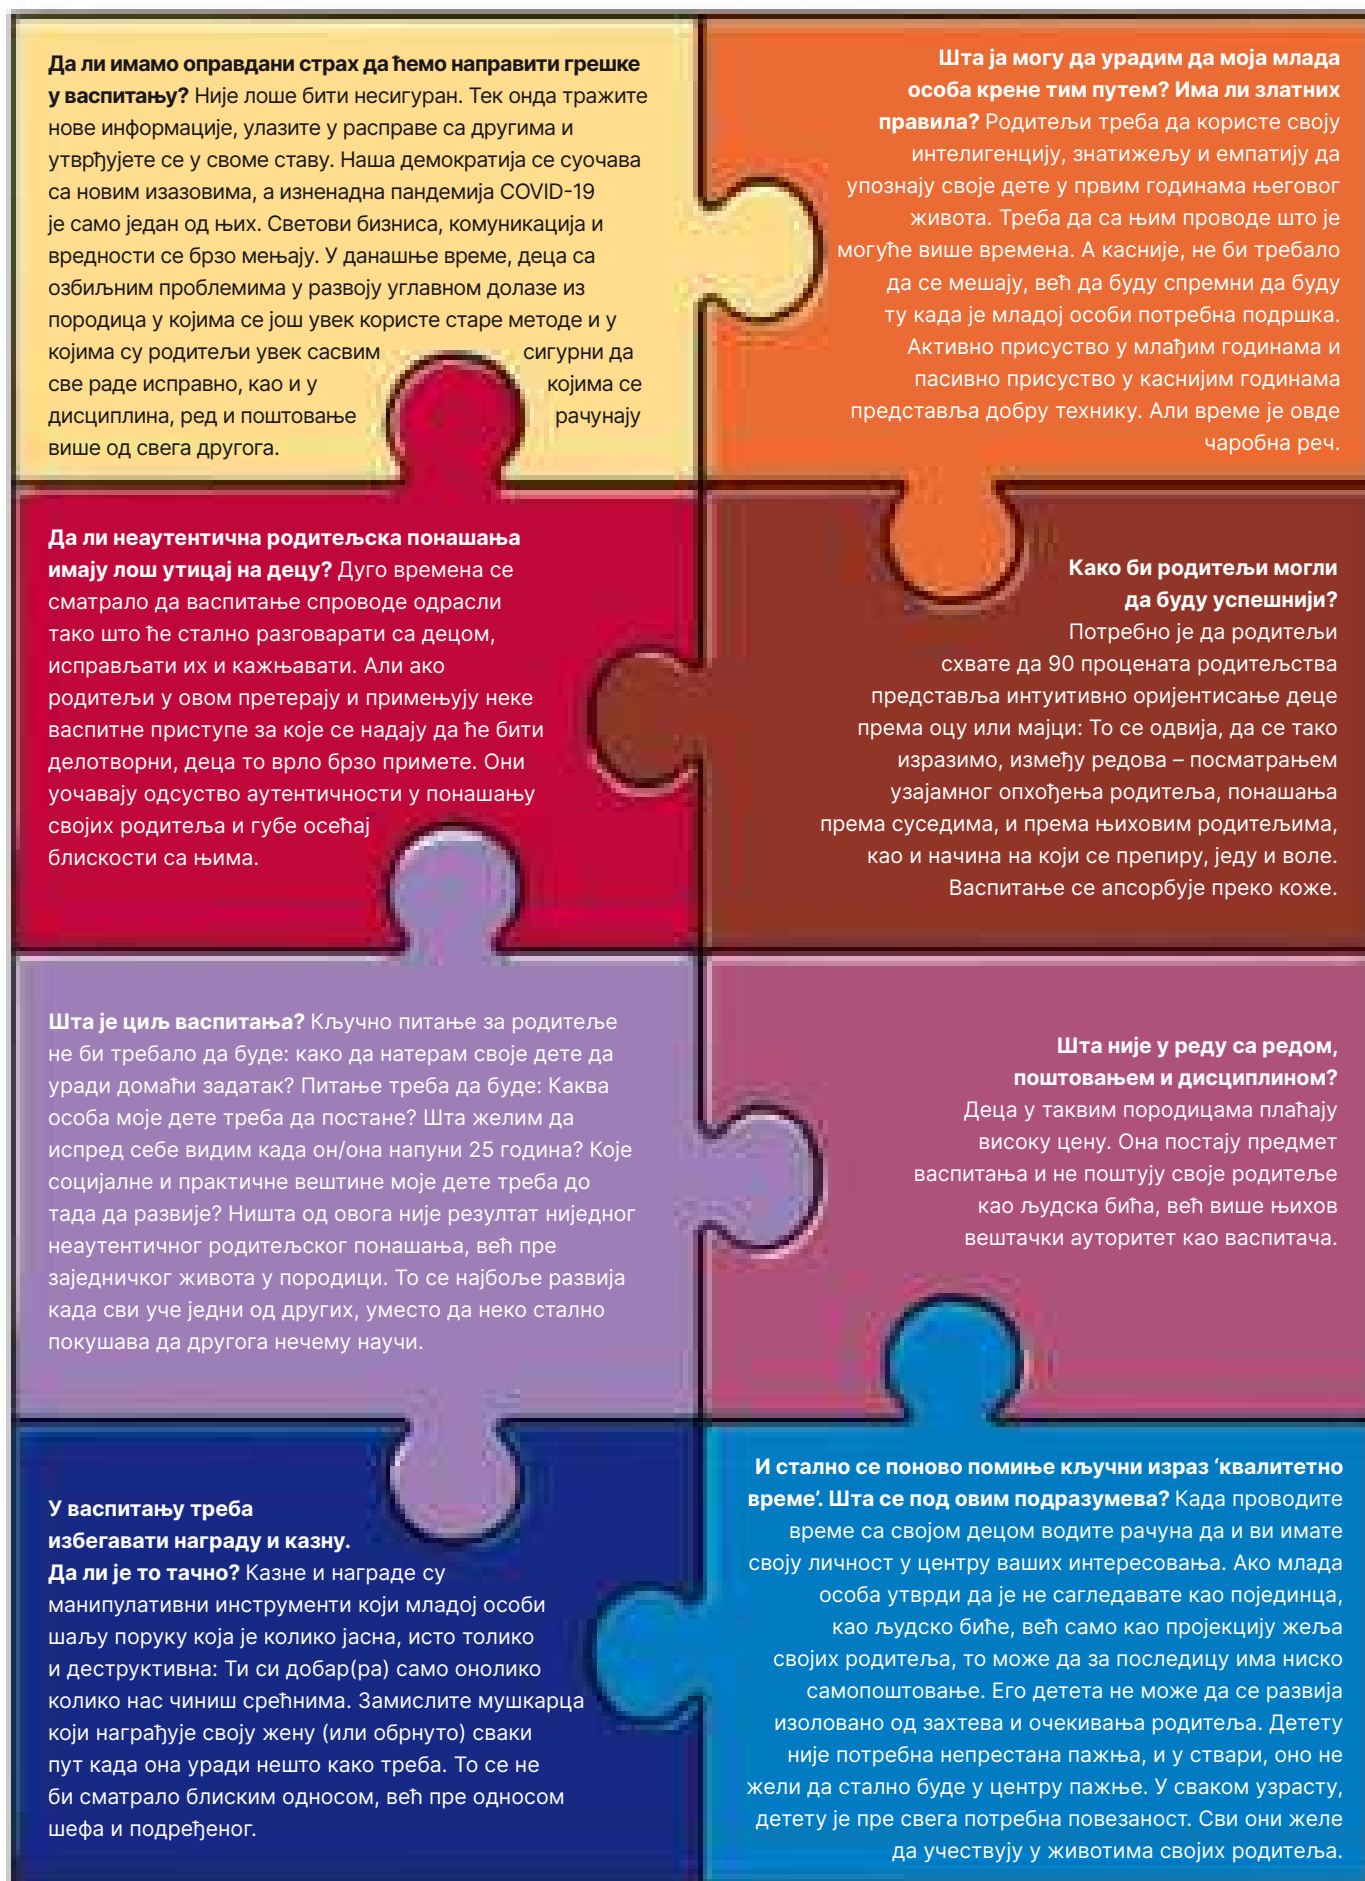 Да ли имамо оправдани страх да ћемо направити грешке
у васпитању? Није лоше бити несигуран. Тек онда тражите
нове информације, улазите у расправе са другима и
утврђујете се у своме ставу. Наша демократија се суочава
са новим изазовима, а изненадна пандемија COVID-19
је само један од њих. Светови бизниса, комуникација и
вредности се брзо мењају. У данашње време, деца са
озбиљним проблемима у развоју углавном долазе из
породица у којима се још увек користе старе методе и у
којима су родитељи увек сасвим сигурни да
све раде исправно, као и у којима се
дисциплина, ред и поштовање рачунају
више од свега другога.
Шта ја могу да урадим да моја млада
особа крене тим путем? Има ли златних
правила? Родитељи треба да користе своју
интелигенцију, знатижељу и емпатију да
упознају своје дете у првим годинама његовог
живота. Треба да са њим проводе што је
могуће више времена. А касније, не би требало
да се мешају, већ да буду спремни да буду
ту када је младој особи потребна подршка.
Активно присуство у млађим годинама и
пасивно присуство у каснијим годинама
представља добру технику. Али време је овде
чаробна реч.
Да ли неаутентична родитељска понашања
имају лош утицај на децу? Дуго времена се
сматрало да васпитање спроводе одрасли
тако што ће стално разговарати са децом,
исправљати их и кажњавати. Али ако
родитељи у овом претерају и примењују неке
васпитне приступе за које се надају да ће бити
делотворни, деца то врло брзо примете. Они
уочавају одсуство аутентичности у понашању
својих родитеља и губе осећај
блискости са њима.
Како би родитељи могли
да буду успешнији?
Потребно је да родитељи
схвате да 90 процената родитељства
представља интуитивно оријентисање деце
према оцу или мајци: То се одвија, да се тако
изразимо, између редова – посматрањем
узајамног опхођења родитеља, понашања
према суседима, и према њиховим родитељима,
као и начина на који се препиру, једу и воле.
Васпитање се апсорбује преко коже.
Шта је циљ васпитања? Кључно питање за родитеље
не би требало да буде: како да натерам своје дете да
уради домаћи задатак? Питање треба да буде: Каква
особа моје дете треба да постане? Шта желим да
испред себе видим када он/она напуни 25 година? Које
социјалне и практичне вештине моје дете треба до
тада да развије? Ништа од овога није резултат ниједног
неаутентичног родитељског понашања, већ пре
заједничког живота у породици. То се најбоље развија
када сви уче једни од других, уместо да неко стално
покушава да другога нечему научи.
Шта није у реду са редом,
поштовањем и дисциплином?
Деца у таквим породицама плаћају
високу цену. Она постају предмет
васпитања и не поштују своје родитеље
као људска бића, већ више њихов
вештачки ауторитет као васпитача.
У васпитању треба
избегавати награду и казну.
Да ли је то тачно? Казне и награде су
манипулативни инструменти који младој особи
шаљу поруку која је колико јасна, исто толико
и деструктивна: Ти си добар(ра) само онолико
колико нас чиниш срећнима. Замислите мушкарца
који награђује своју жену (или обрнуто) сваки
пут када она уради нешто како треба. То се не
би сматрало блиским односом, већ пре односом
шефа и подређеног.
И стално се поново помиње кључни израз ‘квалитетно
време’. Шта се под овим подразумева? Када проводите
време са својом децом водите рачуна да и ви имате
своју личност у центру ваших интересовања. Ако млада
особа утврди да је не сагледавате као појединца,
као људско биће, већ само као пројекцију жеља
својих родитеља, то може да за последицу има ниско
самопоштовање. Его детета не може да се развија
изоловано од захтева и очекивања родитеља. Детету
није потребна непрестана пажња, и у ствари, оно не
жели да стално буде у центру пажње. У сваком узрасту,
детету је пре свега потребна повезаност. Сви они желе
да учествују у животима својих родитеља.